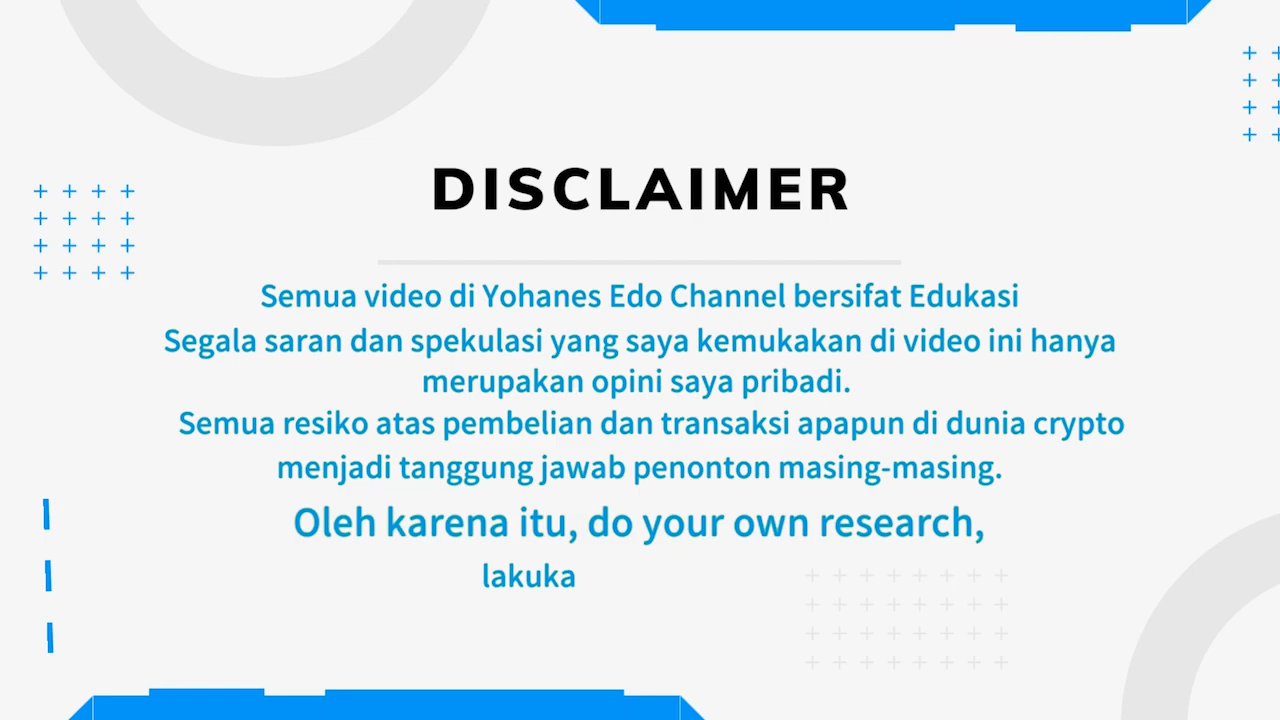 DISCLAIMER
Semua video di Yohanes Edo Channel bersifat Edukasi
Segala saran dan spekulasi yang saya kemukakan di video ini hanya
merupakan opini saya pribadi.
Semua resiko atas pembelian dan transaksi apapun di dunia crypto
menjadi tanggung jawab penonton masing-masing.
Oleh karena itu, do your own research,
lakuka